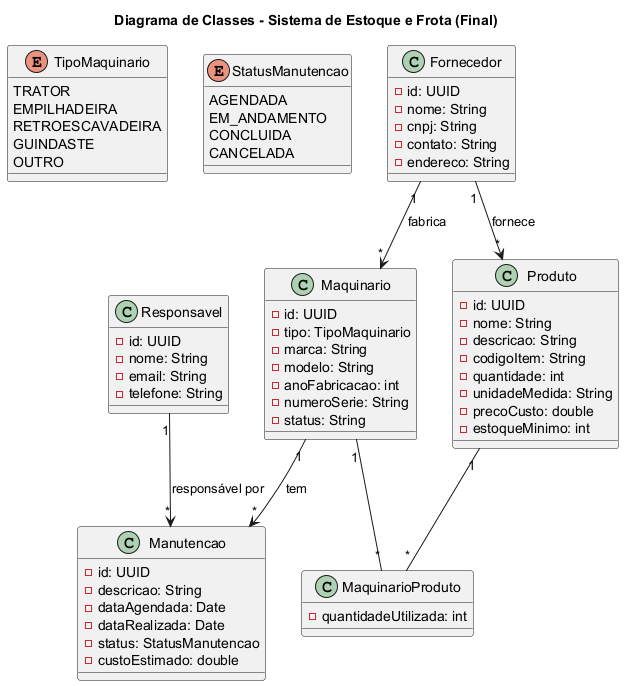 Diagrama de Classes - Sistema de Estoque e Frota (Final)
E TipoMaquinario
TRATOR
EMPILHADEIRA
RETROESCAVADEIRA
GUINDASTE
OUTRO
E StatusManutencao
AGENDADA
EM_ANDAMENTO
CONCLUIDA
CANCELADA
C Fornecedor
id: UUID
nome: String
cnpj: String
contato: String
endereco: String
1
fabrica
*
1
fornece
*
C Responsavel
id: UUID
nome: String
email: String
telefone: String
C Maquinario
id: UUID
tipo: TipoMaquinario
marca: String
modelo: String
anoFabricacao: int
numeroSerie: String
status: String
C Produto
id: UUID
nome: String
descricao: String
codigoItem: String
quantidade: int
unidadeMedida: String
precoCusto: double
estoqueMinimo: int
1
responsável por
*
1
tem
*
1
*
1
*
C Manutencao
id: UUID
descricao: String
dataAgendada: Date
dataRealizada: Date
status: StatusManutencao
custoEstimado: double
C MaquinarioProduto
quantidadeUtilizada: int